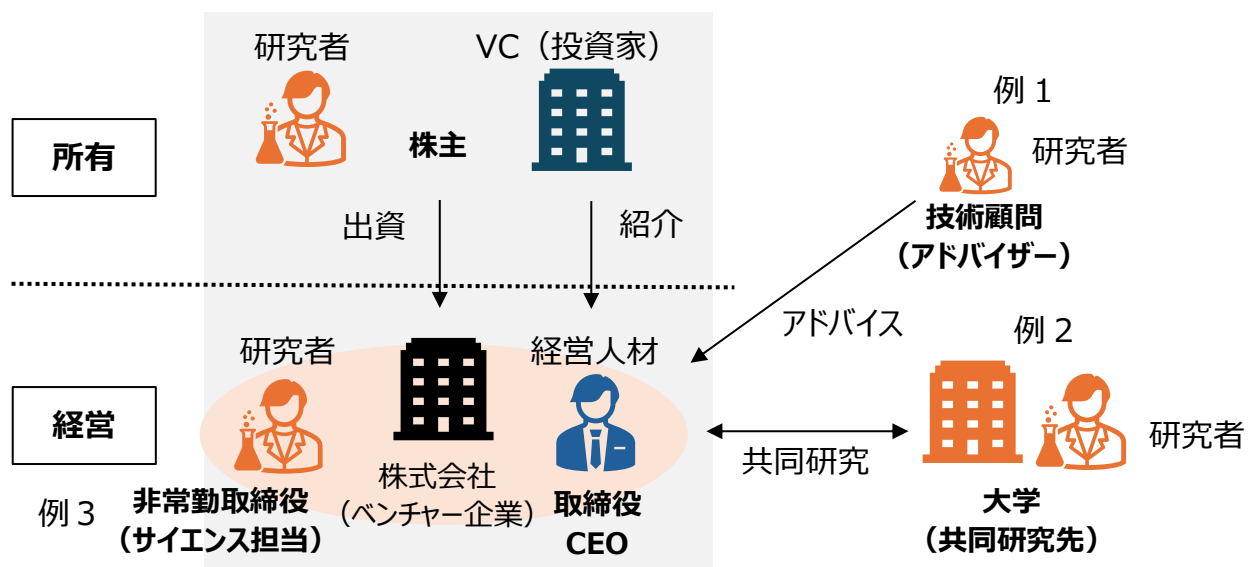 研究者
VC（投資家）
所有
株主
例１
研究者
技術顧問
（アドバイザー）
出資
紹介
アドバイス
例２
研究者
経営人材
経営
株式会社
（ベンチャー企業）
共同研究
研究者
例３
非常勤取締役
（サイエンス担当）
取締役
CEO
大学
（共同研究先）